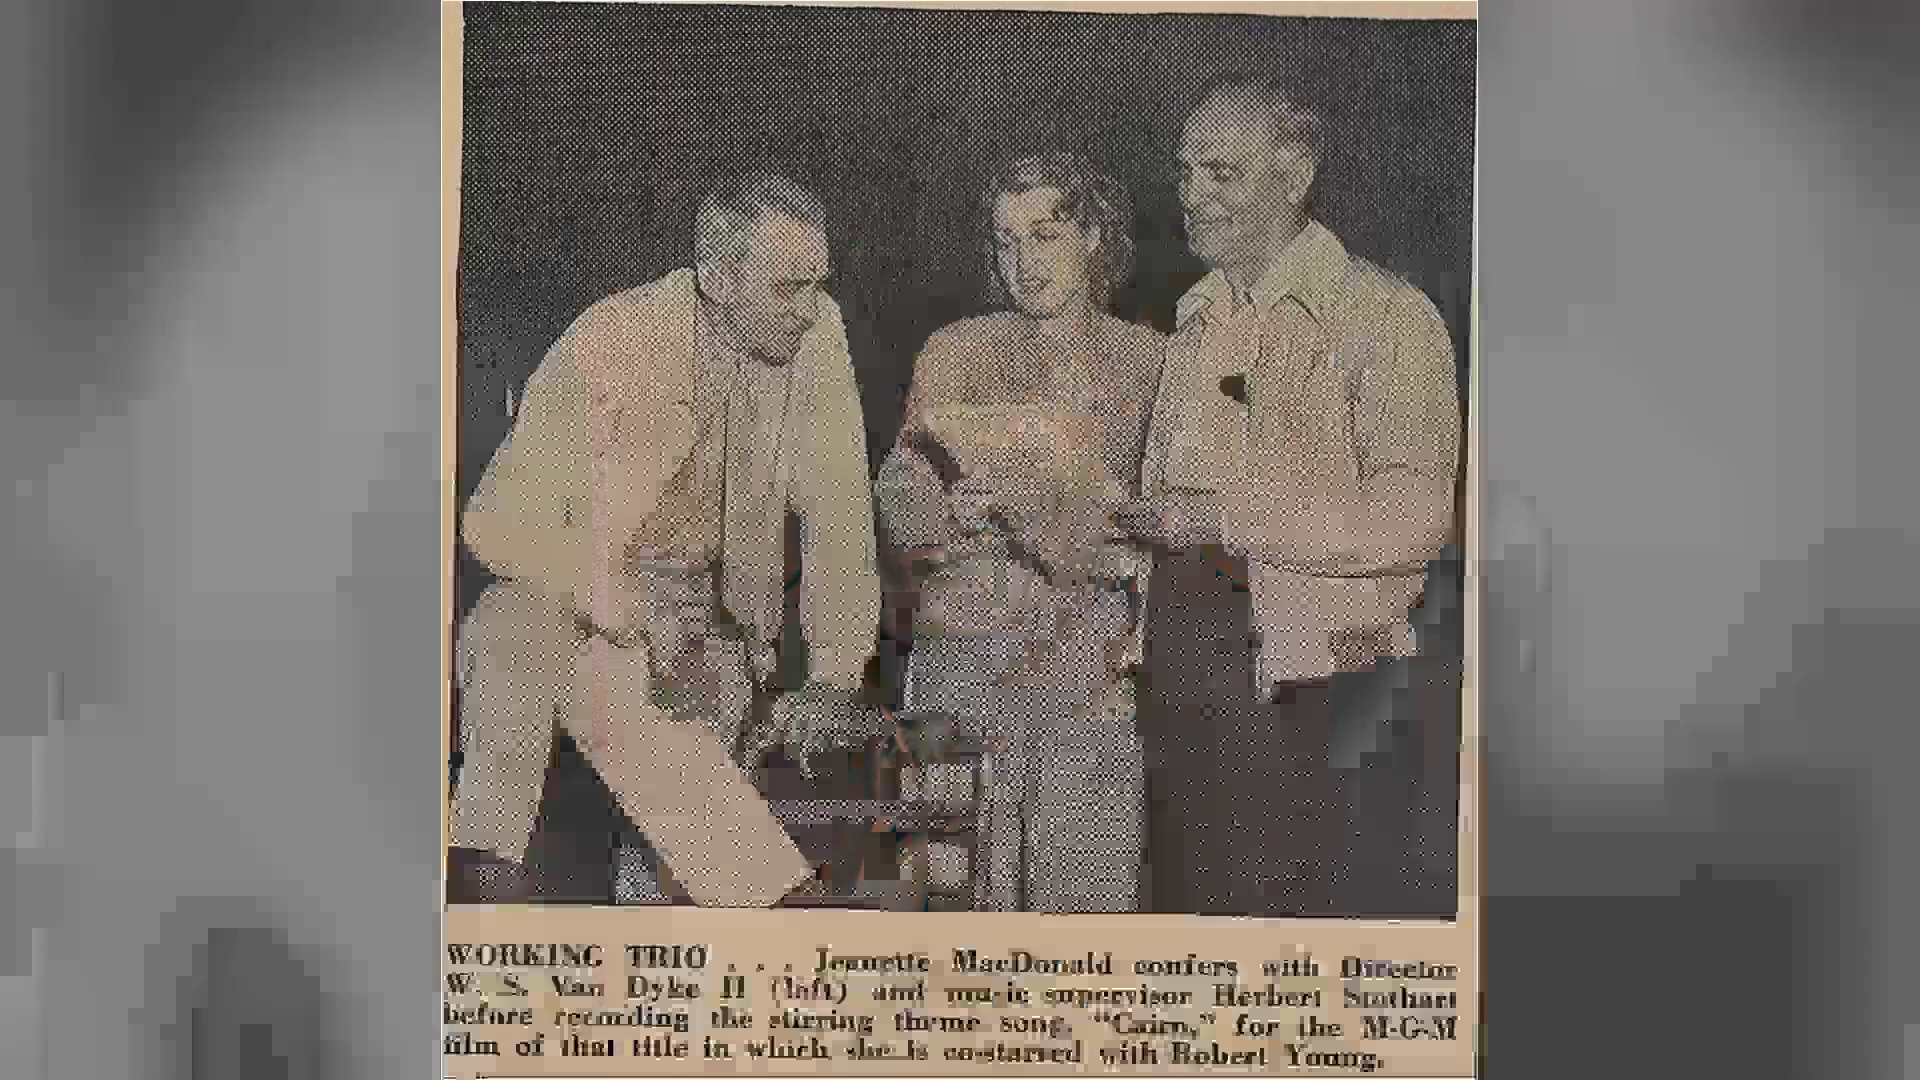 WORKING TRIO . . . Jeanette MacDonald confers with Director
W. S. Van Dyke II (left) and music supervisor Herbert Stothart
before recording the stirring theme song, "Cairn," for the M-G-M
film of that title in which she is co-starred with Robert Young.